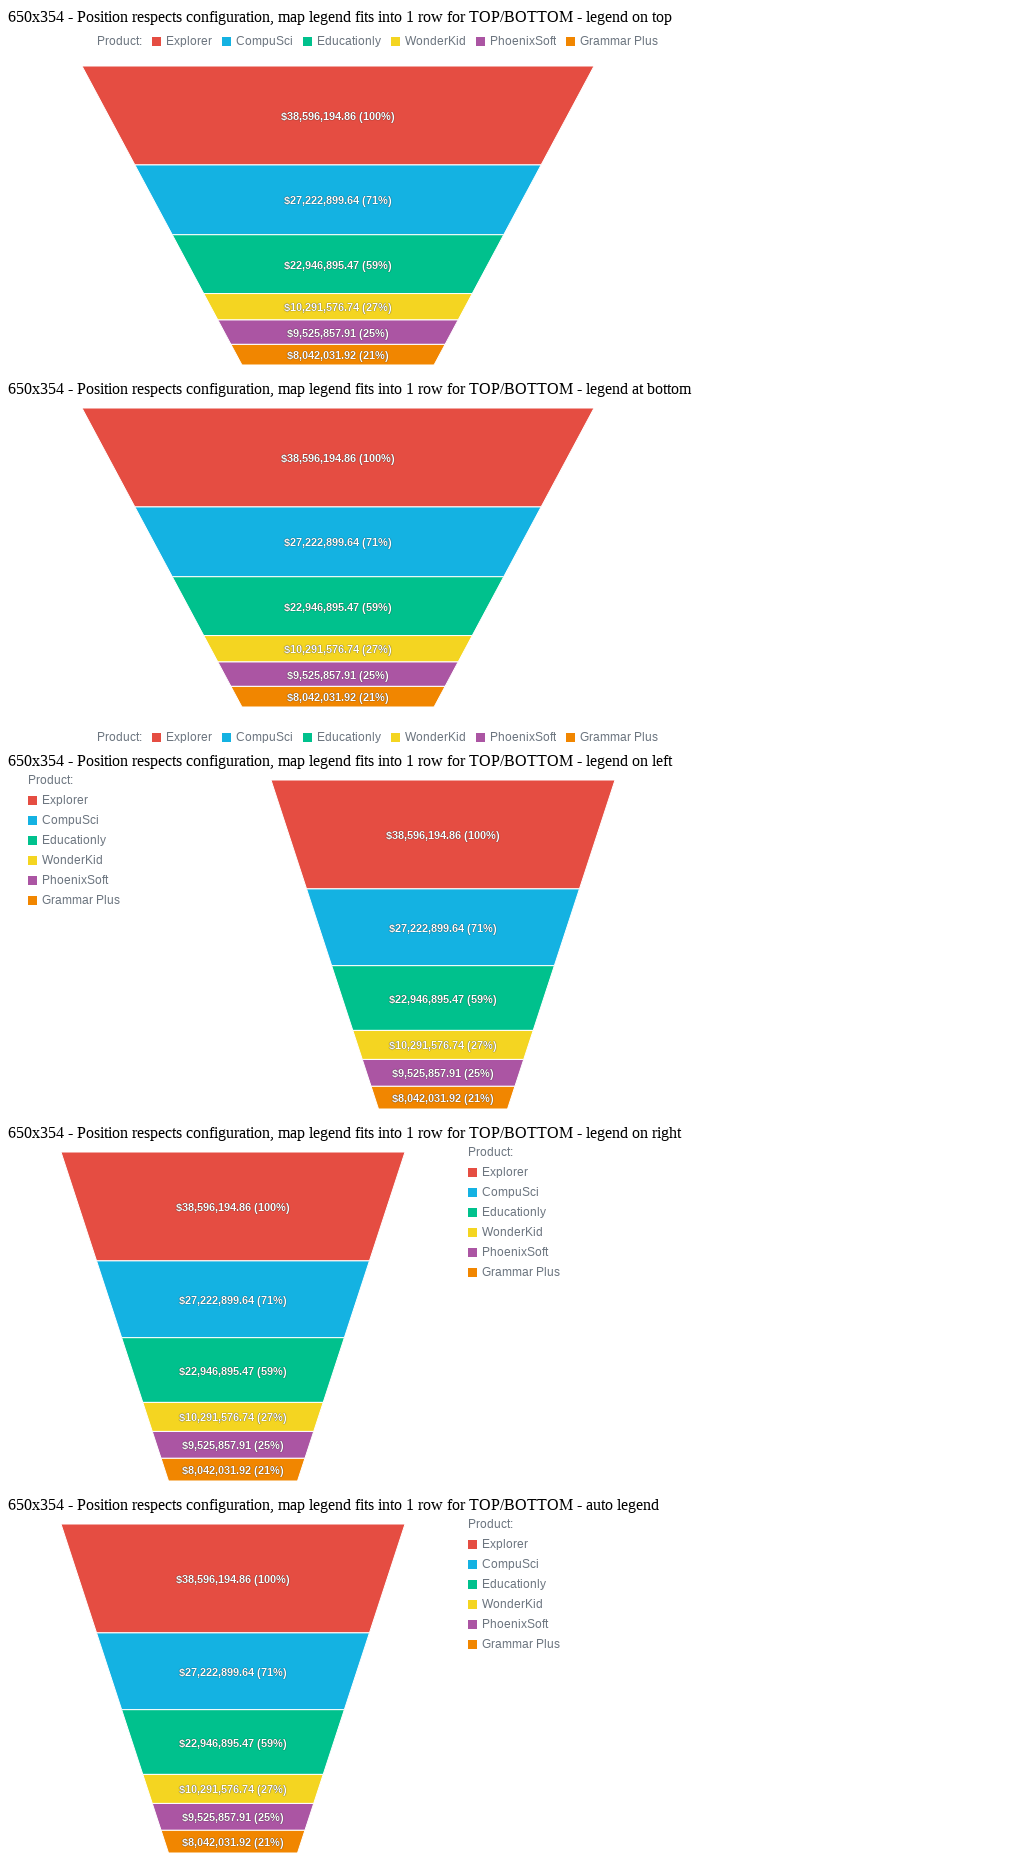 650x354 - Position respects configuration, map legend fits into 1 row for TOP/BOTTOM - legend on top
Product: Explorer CompuSci Educationly WonderKid PhoenixSoft Grammar Plus
$38,596,194.86 (100%)
$27,222,899.64 (71%)
$22,946,895.47 (59%)
$10,291,576.74 (27%)
$9,525,857.91 (25%)
$8,042,031.92 (21%)
650x354 - Position respects configuration, map legend fits into 1 row for TOP/BOTTOM - legend at bottom
$38,596,194.86 (100%)
$27,222,899.64 (71%)
$22,946,895.47 (59%)
$10,291,576.74 (27%)
$9,525,857.91 (25%)
$8,042,031.92 (21%)
Product: Explorer CompuSci Educationly WonderKid PhoenixSoft Grammar Plus
650x354 - Position respects configuration, map legend fits into 1 row for TOP/BOTTOM - legend on left
Product:
Explorer
CompuSci
Educationly
WonderKid
PhoenixSoft
Grammar Plus
$38,596,194.86 (100%)
$27,222,899.64 (71%)
$22,946,895.47 (59%)
$10,291,576.74 (27%)
$9,525,857.91 (25%)
$8,042,031.92 (21%)
650x354 - Position respects configuration, map legend fits into 1 row for TOP/BOTTOM - legend on right
$38,596,194.86 (100%)
$27,222,899.64 (71%)
$22,946,895.47 (59%)
$10,291,576.74 (27%)
$9,525,857.91 (25%)
$8,042,031.92 (21%)
Product:
Explorer
CompuSci
Educationly
WonderKid
PhoenixSoft
Grammar Plus
650x354 - Position respects configuration, map legend fits into 1 row for TOP/BOTTOM - auto legend
$38,596,194.86 (100%)
$27,222,899.64 (71%)
$22,946,895.47 (59%)
$10,291,576.74 (27%)
$9,525,857.91 (25%)
$8,042,031.92 (21%)
Product:
Explorer
CompuSci
Educationly
WonderKid
PhoenixSoft
Grammar Plus